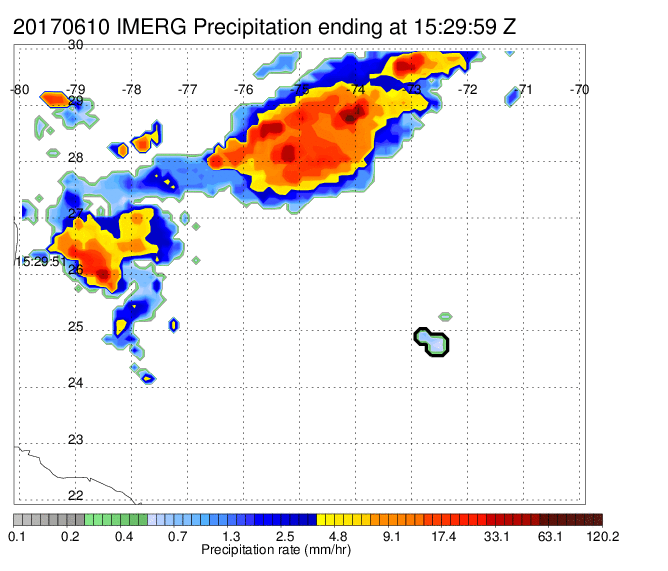 20170610 IMERG Precipitation ending at 15:29:59 Z
30
-80 -79 -78 -77 -76 -75 -74 -73 -72 -71 -70
29
28
27
15:29:51
26
25
24
23
22
0.1 0.2 0.4 0.7 1.3 2.5 4.8 9.1 17.4 33.1 63.1 120.2
Precipitation rate (mm/hr)